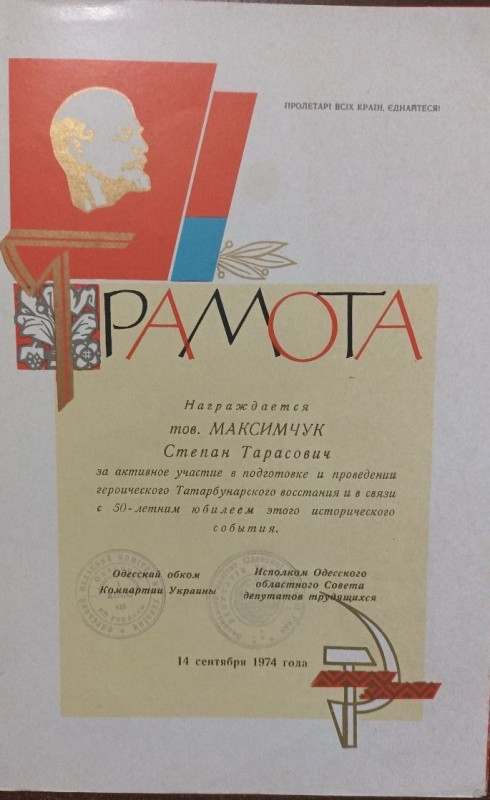 ПРОЛЕТАРІ ВСІХ КРАЇН, ЄДНАЙТЕСЯ!
ГРАМОТА
Награждается
тов. МАКСИМЧУК
Степан Тарасович
за активное участие в подготовке и проведении
героического Татарбунарского восстания и в связи
с 50-летним юбилеем этого исторического
события.
Одесский обком
Компартии Украины
Исполком Одесского
областного Совета
депутатов трудящихся
14 сентября 1974 года